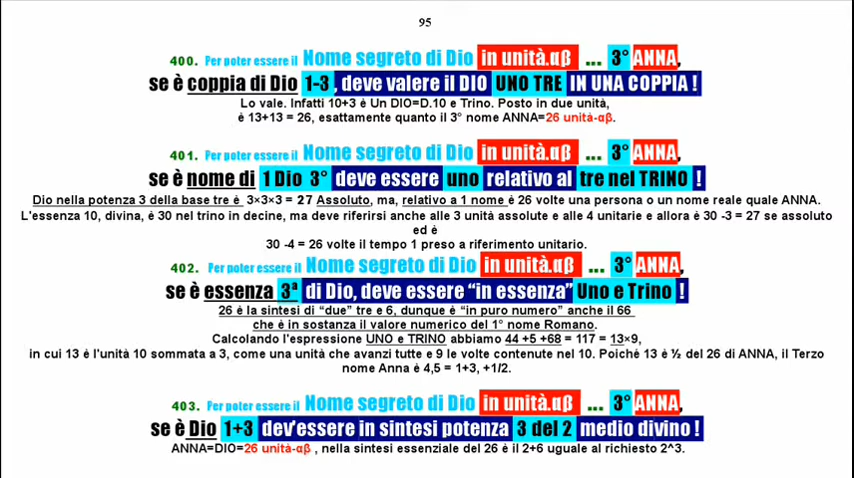 95
400. Per poter essere il Nome segreto di Dio in unità.αβ ... 3° ANNA,
se è coppia di Dio 1-3 , deve valere il DIO UNO TRE IN UNA COPPIA !
Lo vale. Infatti 10+3 è Un DIO=D.10 e Trino. Posto in due unità,
è 13+13 = 26, esattamente quanto il 3° nome ANNA=26 unità-αβ.
401. Per poter essere il Nome segreto di Dio in unità.αβ ... 3° ANNA,
se è nome di 1 Dio 3° deve essere uno relativo al tre nel TRINO !
Dio nella potenza 3 della base tre è 3×3×3 = 27 Assoluto, ma, relativo a 1 nome è 26 volte una persona o un nome reale quale ANNA.
L'essenza 10, divina, è 30 nel trino in decine, ma deve riferirsi anche alle 3 unità assolute e alle 4 unitarie e allora è 30 -3 = 27 se assoluto
ed è
30 -4 = 26 volte il tempo 1 preso a riferimento unitario.
402. Per poter essere il Nome segreto di Dio in unità.αβ ... 3° ANNA,
se è essenza 3ª di Dio, deve essere “in essenza” Uno e Trino !
26 è la sintesi di “due” tre e 6, dunque è “in puro numero” anche il 66
che è in sostanza il valore numerico del 1° nome Romano.
Calcolando l'espressione UNO e TRINO abbiamo 44 +5 +68 = 117 = 13×9,
in cui 13 è l'unità 10 sommata a 3, come una unità che avanzi tutte e 9 le volte contenute nel 10. Poiché 13 è ½ del 26 di ANNA, il Terzo
nome Anna è 4,5 = 1+3, +1/2.
403. Per poter essere il Nome segreto di Dio in unità.αβ ... 3° ANNA,
se è Dio 1+3 dev'essere in sintesi potenza 3 del 2 medio divino !
ANNA=DIO=26 unità-αβ , nella sintesi essenziale del 26 è il 2+6 uguale al richiesto 2^3.